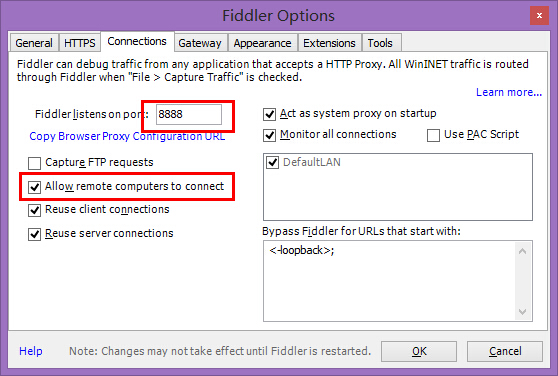 Fiddler Options
General HTTPS Connections Gateway Appearance Extensions Tools
Fiddler can debug traffic from any application that accepts a HTTP Proxy. All WinINET traffic is routed
through Fiddler when "File > Capture Traffic" is checked.
Learn more...
Fiddler listens on port: 8888
Copy Browser Proxy Configuration URL
Capture FTP requests
Allow remote computers to connect
Reuse client connections
Reuse server connections
Act as system proxy on startup
Monitor all connections Use PAC Script
DefaultLAN
Bypass Fiddler for URLs that start with:
<-loopback>;
Help Note: Changes may not take effect until Fiddler is restarted. OK Cancel